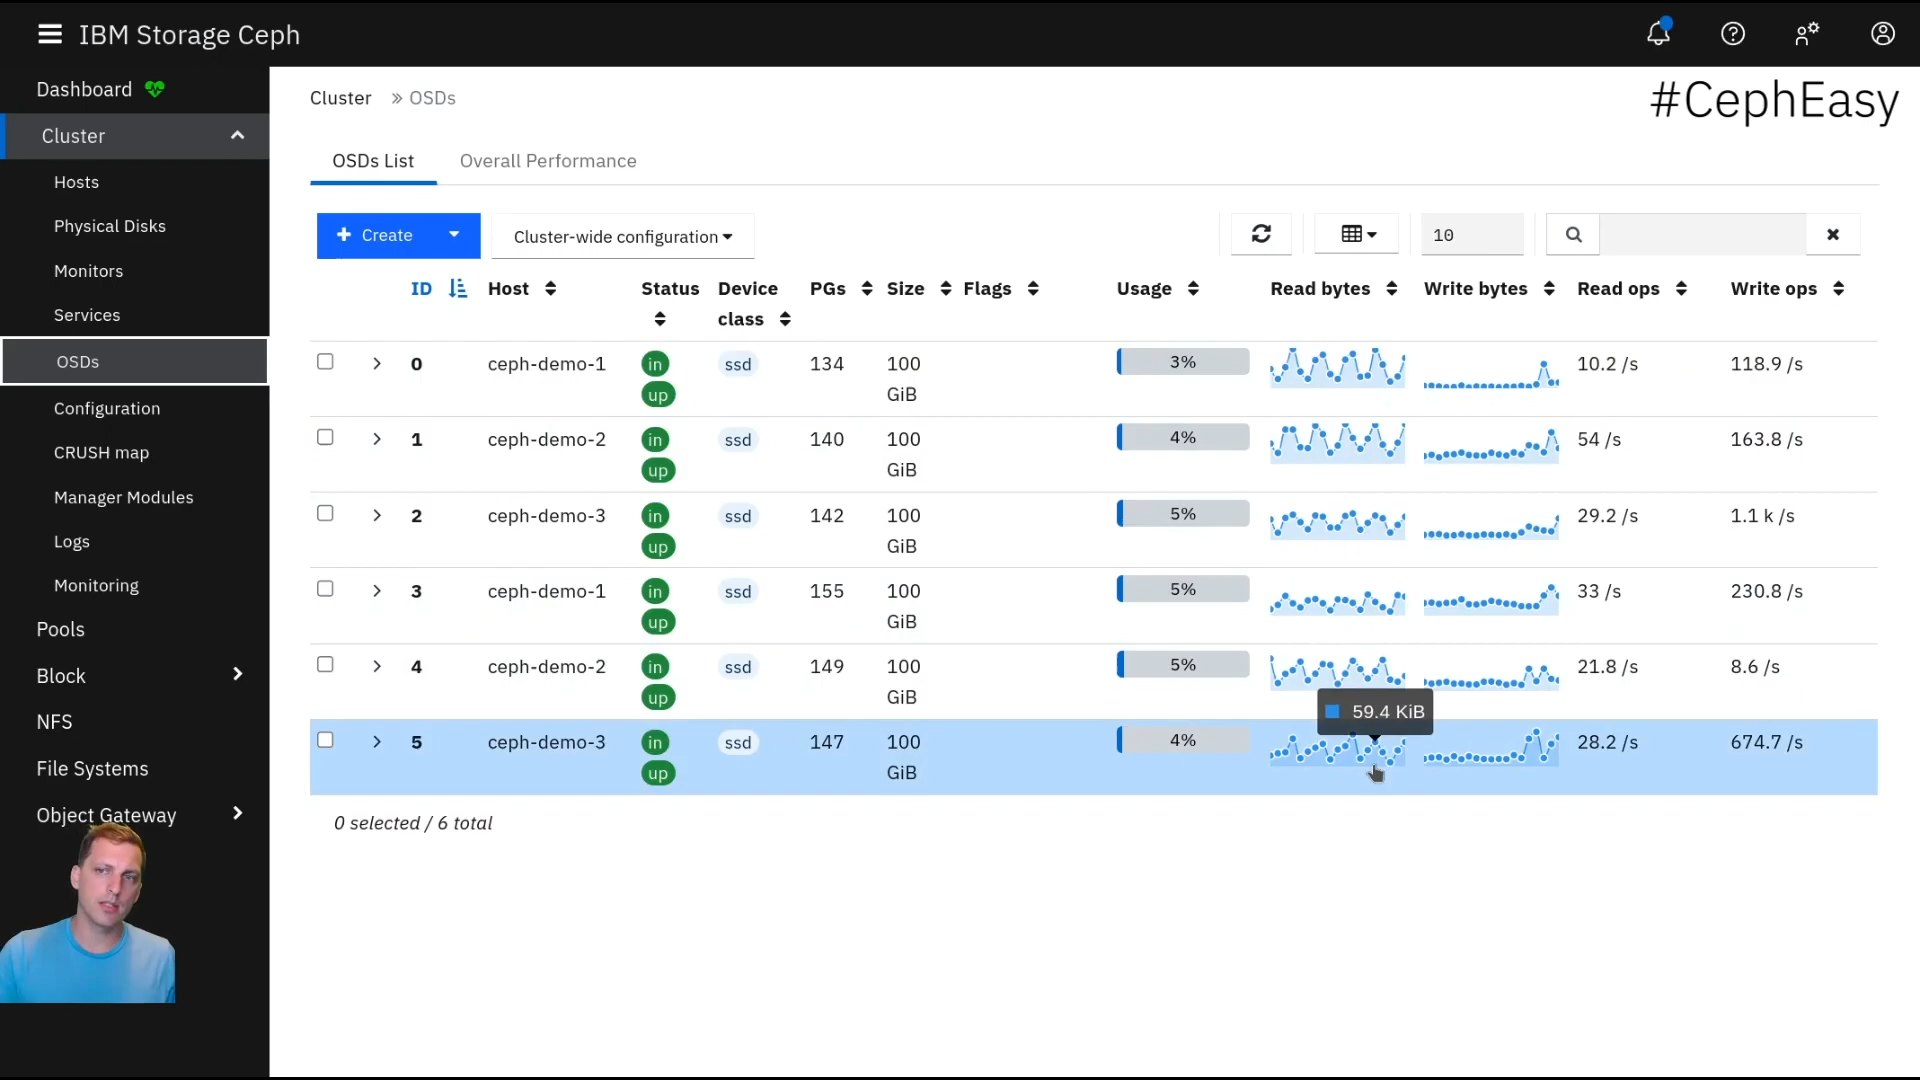 IBM Storage Ceph
#CephEasy
Dashboard
Cluster
Hosts
Physical Disks
Monitors
Services
OSDs
Configuration
CRUSH map
Manager Modules
Logs
Monitoring
Pools
Block
NFS
File Systems
Object Gateway
Cluster » OSDs
OSDs List Overall Performance
+ Create Cluster-wide configuration 10
ID Host Status Device class PGs Size Flags Usage Read bytes Write bytes Read ops Write ops
0 ceph-demo-1 in up ssd 134 100 GiB 3% 10.2 /s 118.9 /s
1 ceph-demo-2 in up ssd 140 100 GiB 4% 54 /s 163.8 /s
2 ceph-demo-3 in up ssd 142 100 GiB 5% 29.2 /s 1.1 k /s
3 ceph-demo-1 in up ssd 155 100 GiB 5% 33 /s 230.8 /s
4 ceph-demo-2 in up ssd 149 100 GiB 5% 21.8 /s 8.6 /s
59.4 KiB
5 ceph-demo-3 in up ssd 147 100 GiB 4% 28.2 /s 674.7 /s
0 selected / 6 total